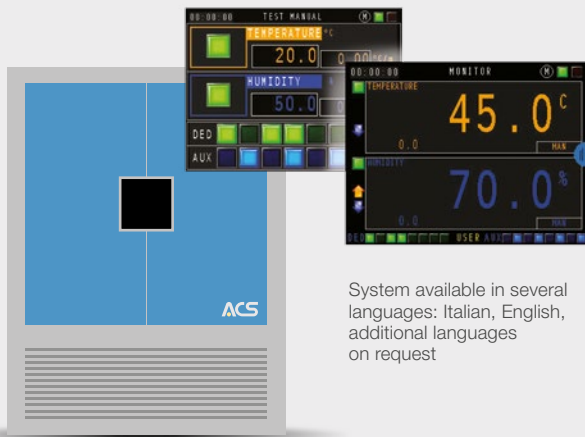 00:00:00 TEST MANUAL M
TEMPERATURE °C
20.0 0.00
HUMIDITY
50.0
DED
AUX
00:00:00 MONITOR M
TEMPERATURE
45.0 C
0.0 MAN
HUMIDITY
70.0 %
0.0 MAN
DED USER AUX
ACS
System available in several
languages: Italian, English,
additional languages
on request